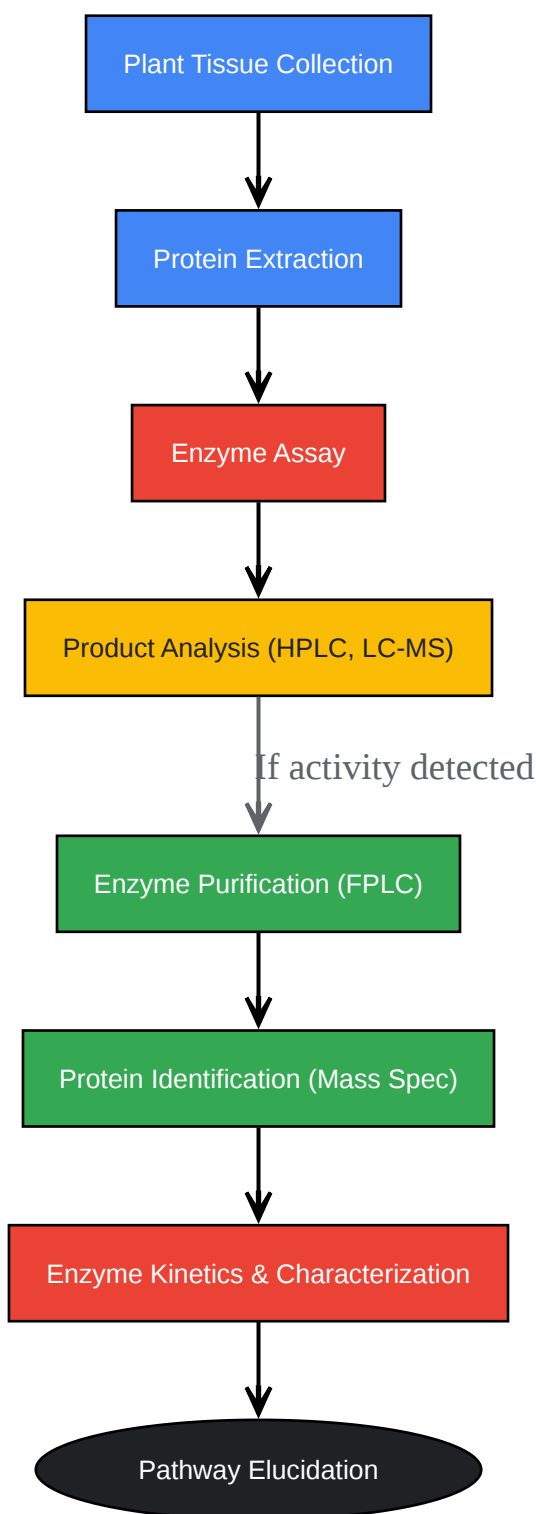 Plant Tissue Collection
Protein Extraction
Enzyme Assay
Product Analysis (HPLC, LC-MS)
If activity detected
Enzyme Purification (FPLC)
Protein Identification (Mass Spec)
Enzyme Kinetics & Characterization
Pathway Elucidation